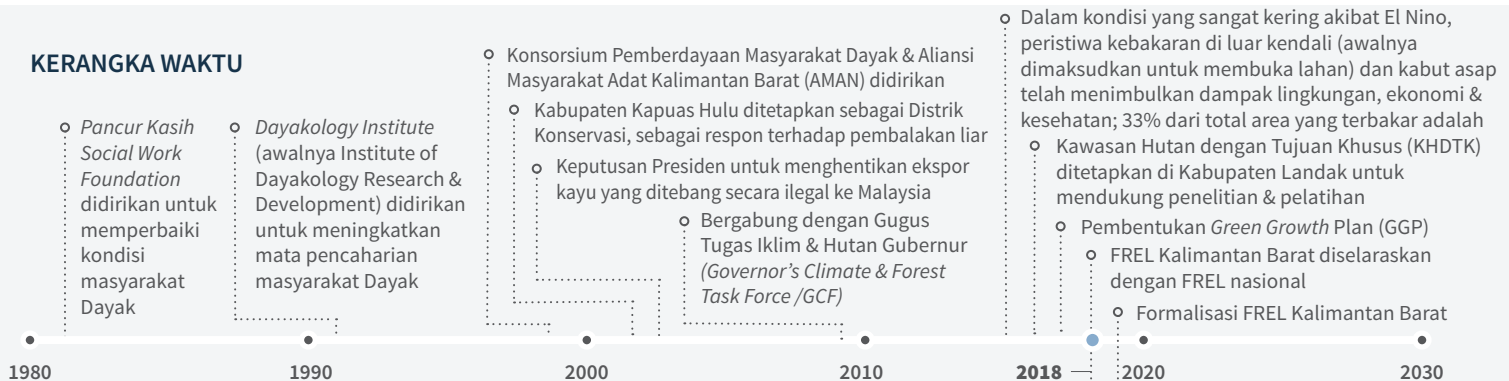 KERANGKA WAKTU
Pancur Kasih
Social Work
Foundation
didirikan untuk
memperbaiki
kondisi
masyarakat
Dayak
Dayakology Institute
(awalnya Institute of
Dayakology Research &
Development) didirikan
untuk meningkatkan
mata pencaharian
masyarakat Dayak
Konsorsium Pemberdayaan Masyarakat Dayak & Aliansi
Masyarakat Adat Kalimantan Barat (AMAN) didirikan
Kabupaten Kapuas Hulu ditetapkan sebagai Distrik
Konservasi, sebagai respon terhadap pembalakan liar
Keputusan Presiden untuk menghentikan ekspor
kayu yang ditebang secara ilegal ke Malaysia
Bergabung dengan Gugus
Tugas Iklim & Hutan Gubernur
(Governor's Climate & Forest
Task Force /GCF)
Dalam kondisi yang sangat kering akibat El Nino,
peristiwa kebakaran di luar kendali (awalnya
dimaksudkan untuk membuka lahan) dan kabut asap
telah menimbulkan dampak lingkungan, ekonomi &
kesehatan; 33% dari total area yang terbakar adalah
Kawasan Hutan dengan Tujuan Khusus (KHDTK)
ditetapkan di Kabupaten Landak untuk
mendukung penelitian & pelatihan
Pembentukan Green Growth Plan (GGP)
FREL Kalimantan Barat diselaraskan
dengan FREL nasional
Formalisasi FREL Kalimantan Barat
1980
1990
2000
2010
2018
2020
2030